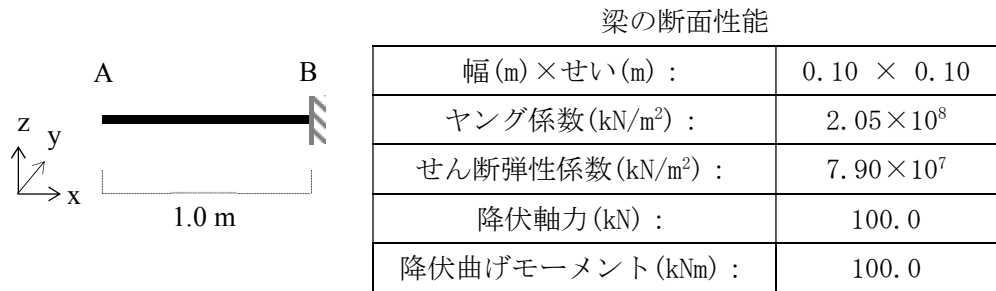 梁の断面性能
A B
z y
x
1.0 m
幅(m)×せい(m) : 0.10 × 0.10
ヤング係数(kN/m²) : 2.05×10⁸
せん断弾性係数(kN/m²) : 7.90×10⁷
降伏軸力(kN) : 100.0
降伏曲げモーメント(kNm) : 100.0